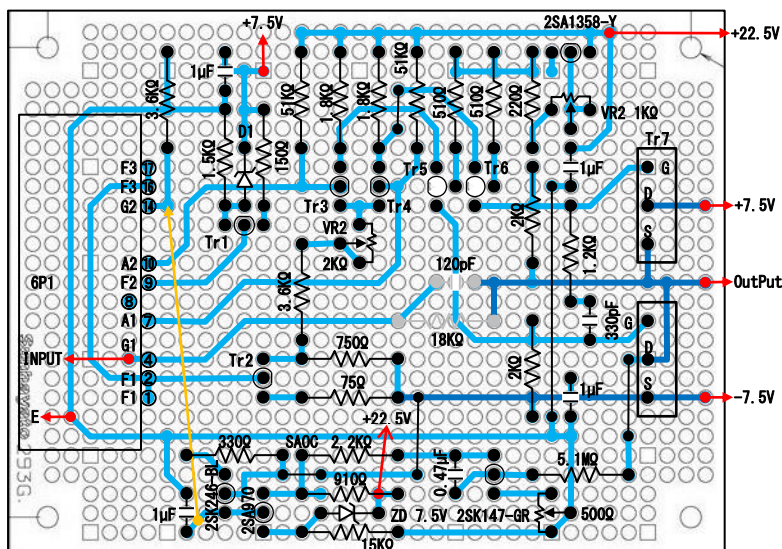 +7.5V
2SA1358-Y
+22.5V
3.6KΩ
1μF
51KΩ
1.8KΩ
1.8KΩ
51KΩ
510Ω
510Ω
220Ω
VR2 1KΩ
D1
1.5KΩ
150Ω
Tr5
Tr6
1μF
Tr7
G
D
S
F3 17
F3 16
G2 14
A2 10
F2 9
8
A1 7
G1 4
F1 2
F1 1
6P1
Tr1
Tr3
Tr4
VR2
2KΩ
2KΩ
1.2KΩ
+7.5V
OutPut
120pF
3.6KΩ
18KΩ
330pF
G
D
S
INPUT
E
Tr2
750Ω
75Ω
2KΩ
1μF
-7.5V
+22.5V
330Ω
SAOC
2.2KΩ
910Ω
0.47μF
5.1MΩ
2SK246-BL
2SA970
1μF
ZD 7.5V
2SK147-GR
500Ω
15KΩ
293G.